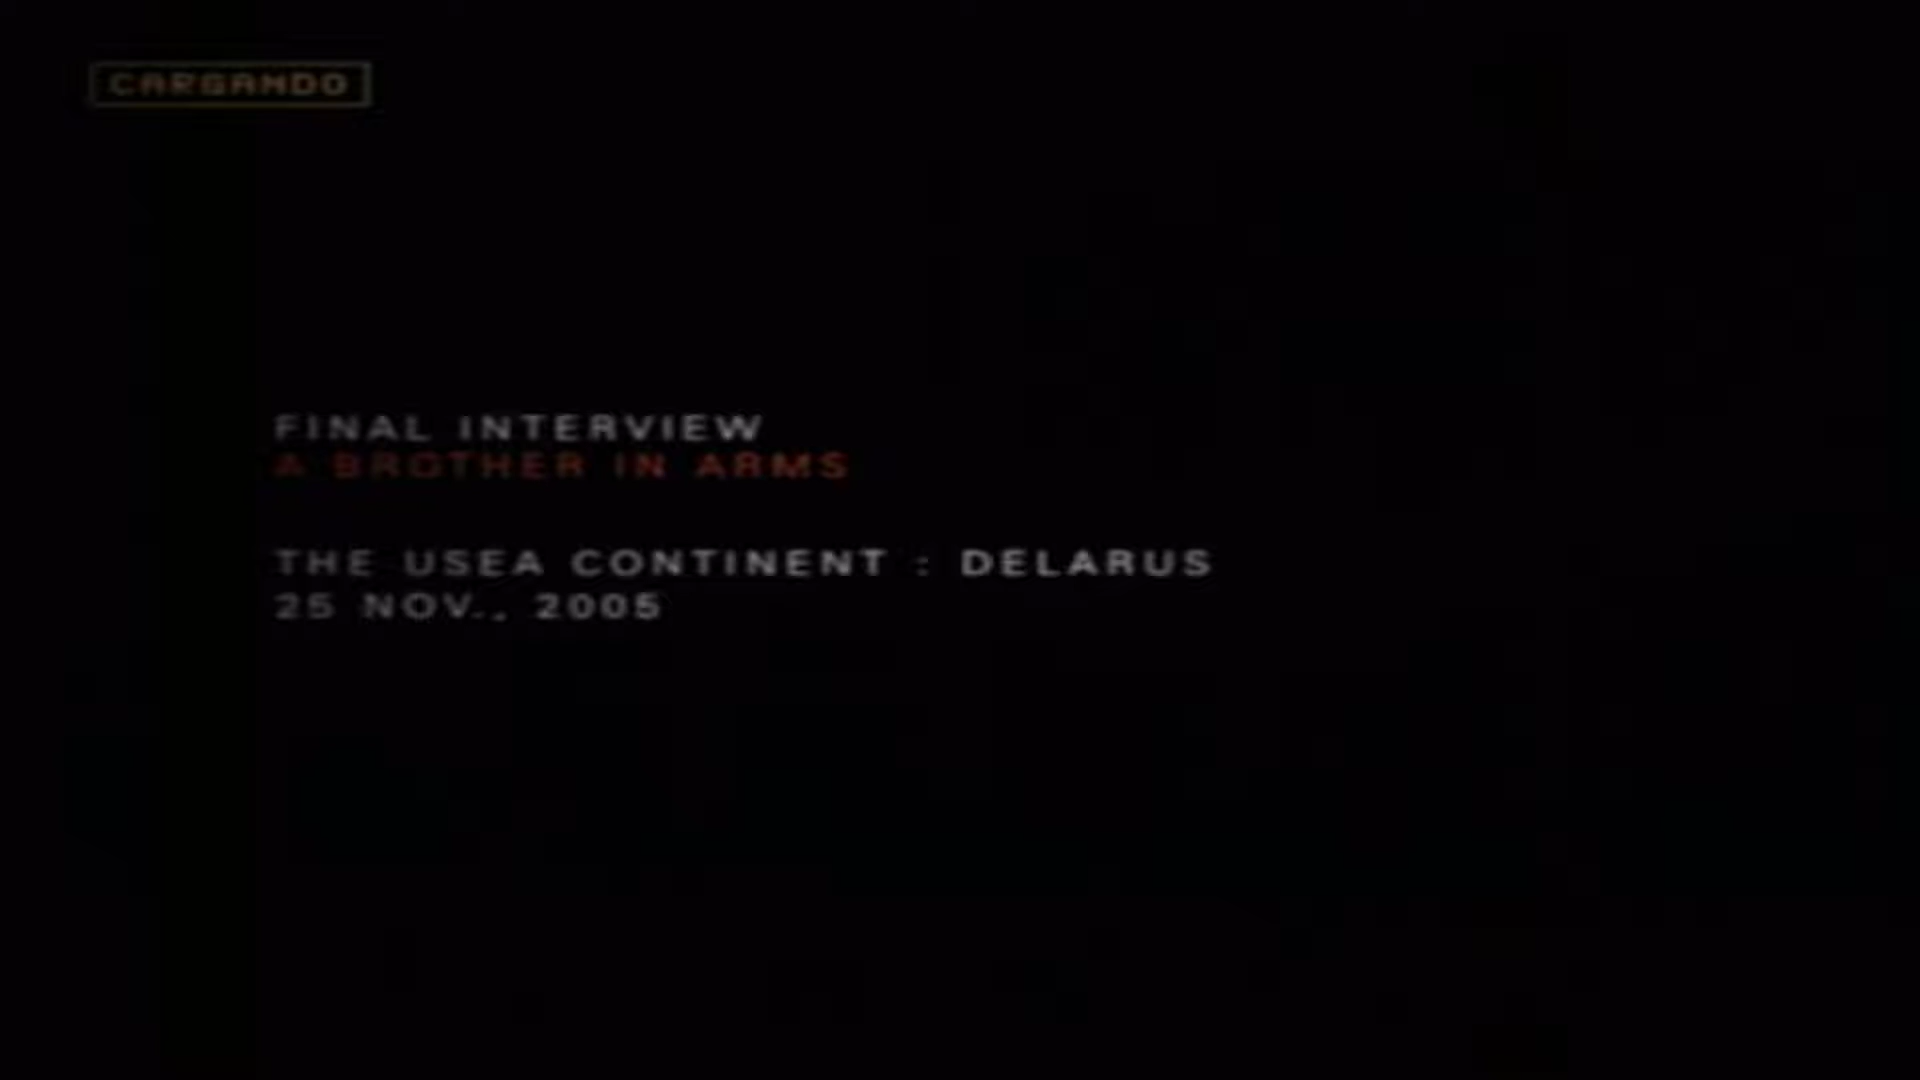 CARGANDO
FINAL INTERVIEW
A BROTHER IN ARMS
THE USEA CONTINENT : DELARUS
25 NOV., 2005